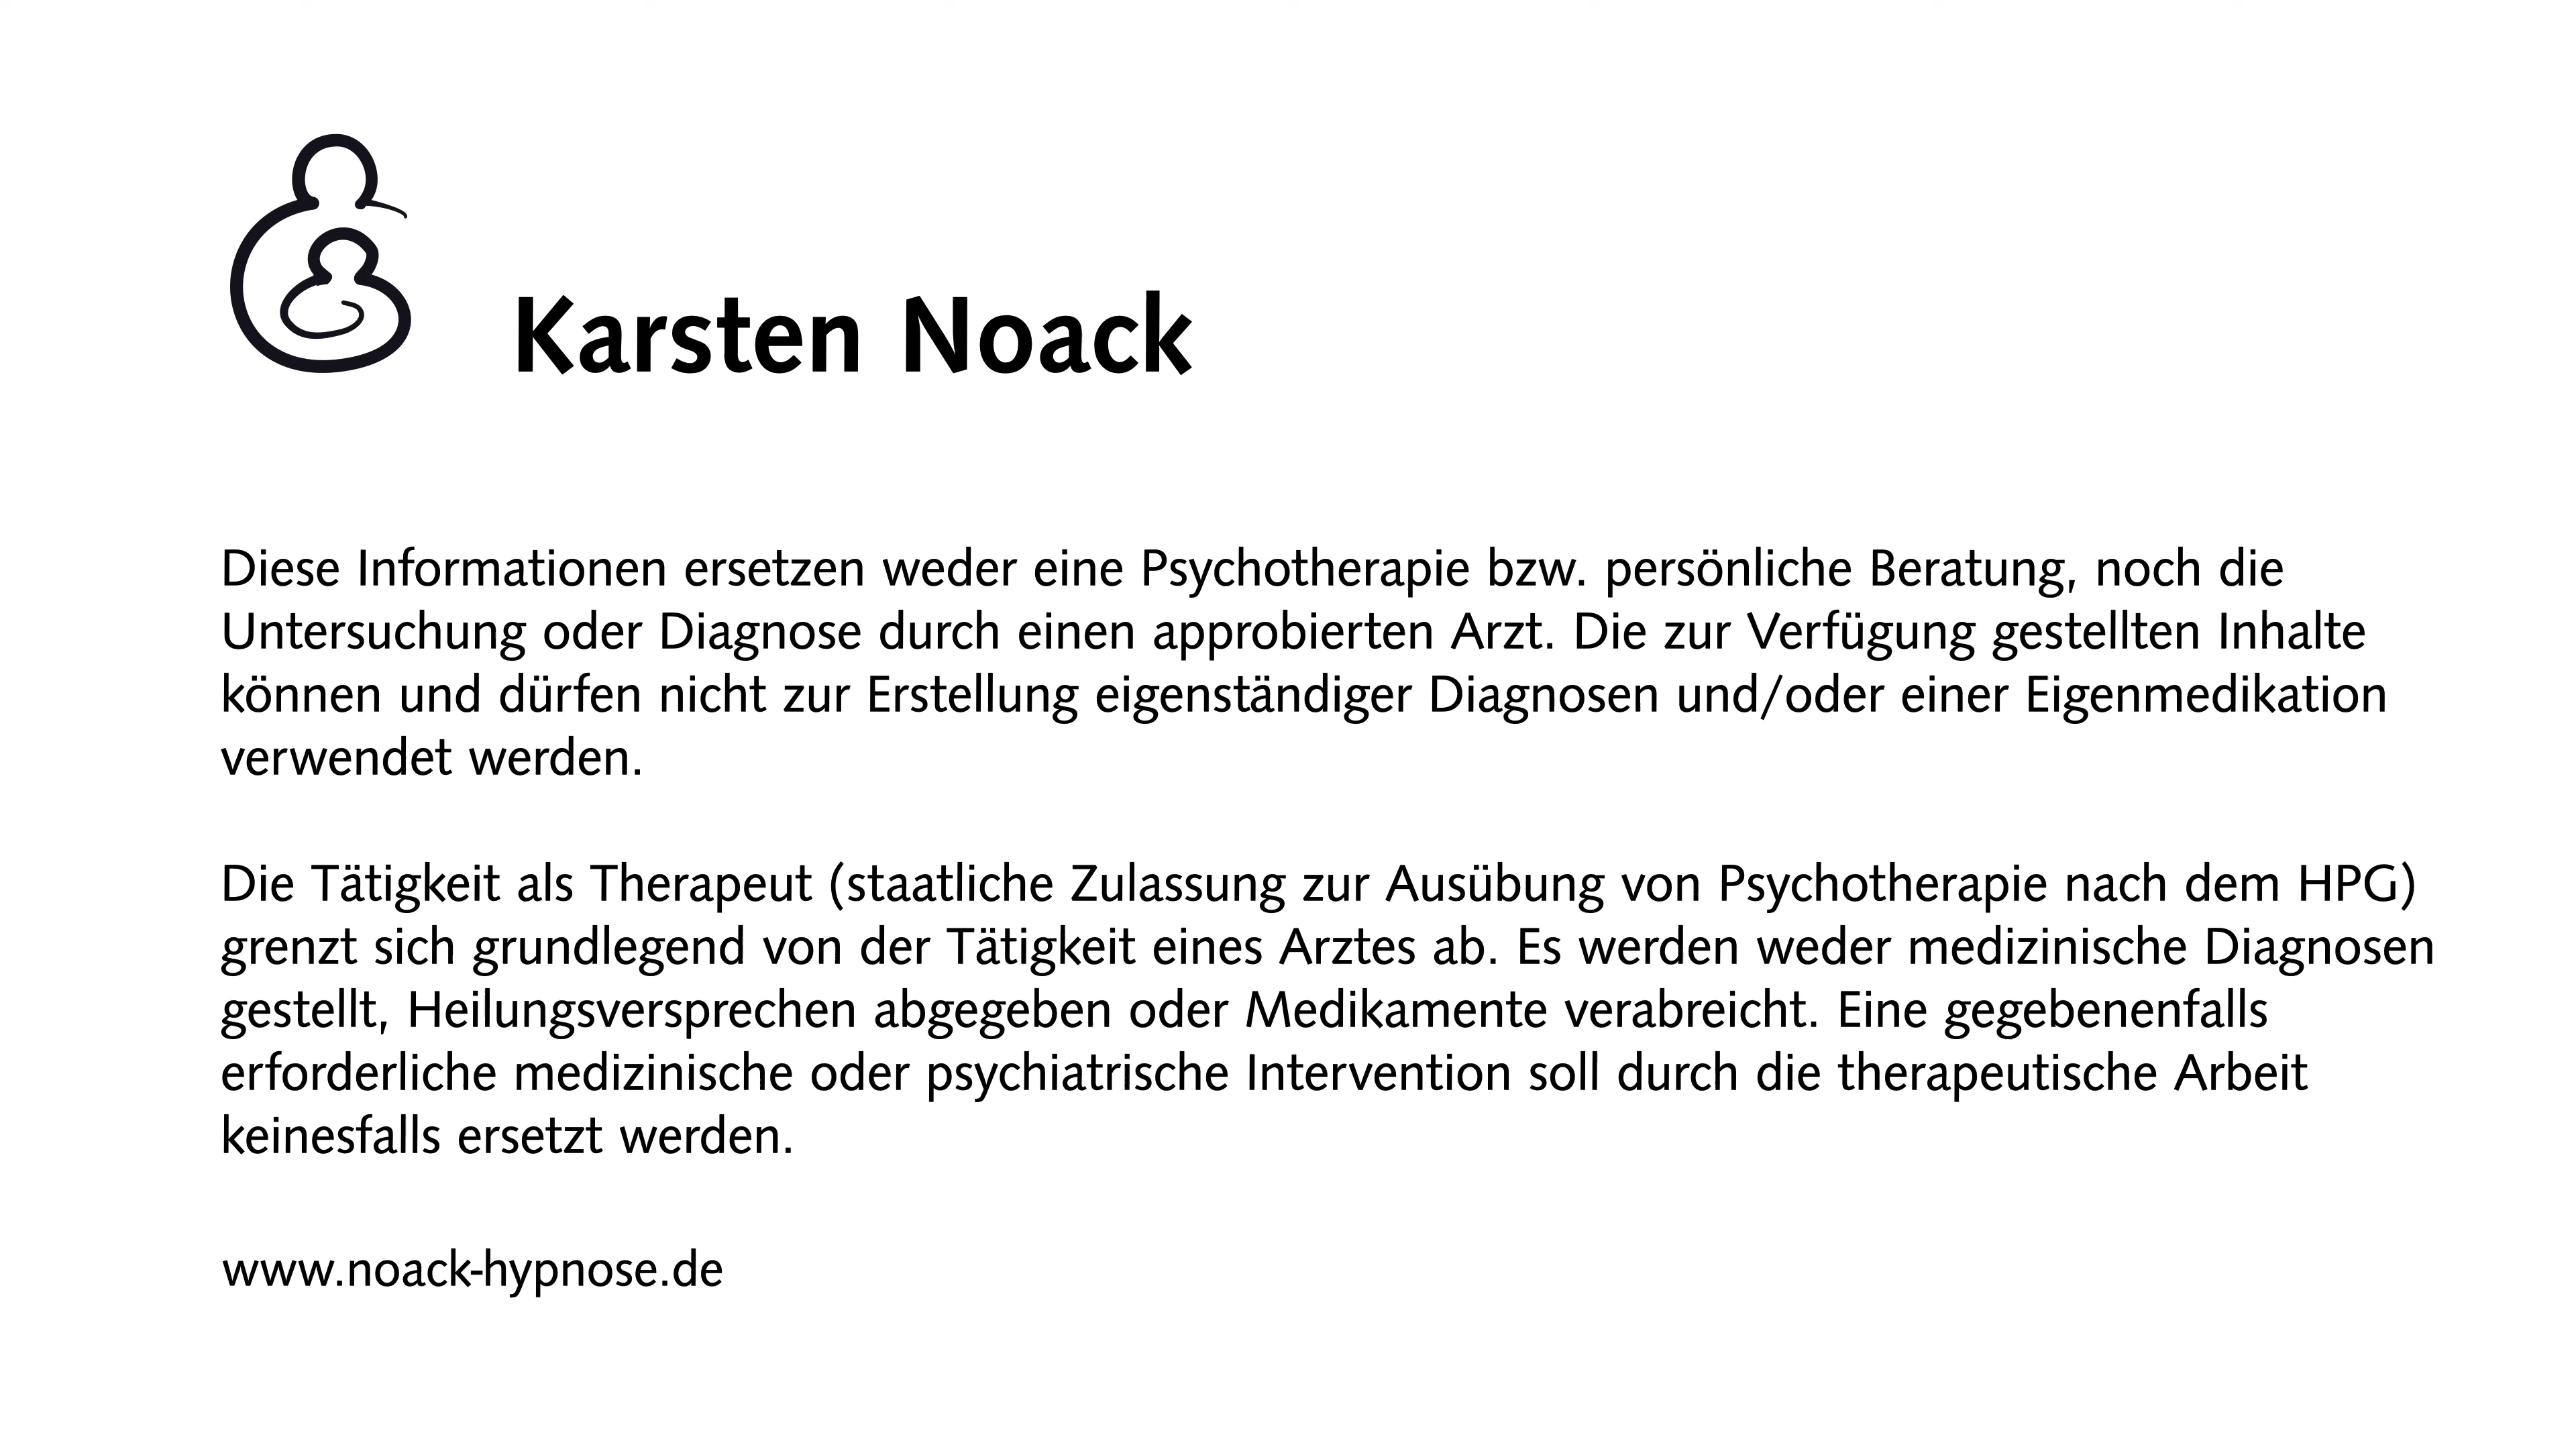 Karsten Noack
Diese Informationen ersetzen weder eine Psychotherapie bzw. persönliche Beratung, noch die
Untersuchung oder Diagnose durch einen approbierten Arzt. Die zur Verfügung gestellten Inhalte
können und dürfen nicht zur Erstellung eigenständiger Diagnosen und/oder einer Eigenmedikation
verwendet werden.
Die Tätigkeit als Therapeut (staatliche Zulassung zur Ausübung von Psychotherapie nach dem HPG)
grenzt sich grundlegend von der Tätigkeit eines Arztes ab. Es werden weder medizinische Diagnosen
gestellt, Heilungsversprechen abgegeben oder Medikamente verabreicht. Eine gegebenenfalls
erforderliche medizinische oder psychiatrische Intervention soll durch die therapeutische Arbeit
keinesfalls ersetzt werden.
www.noack-hypnose.de